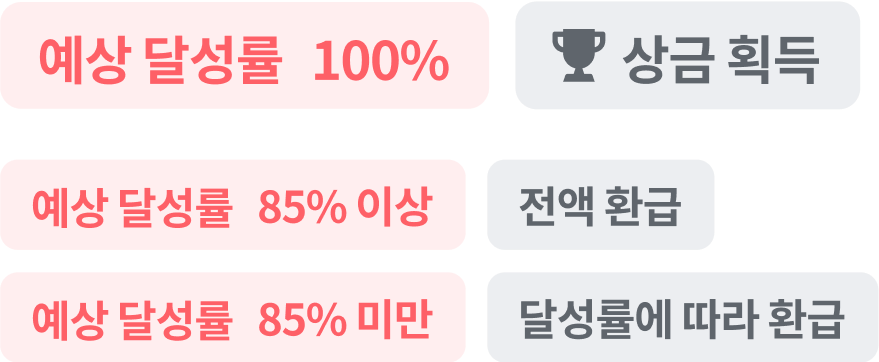 예상 달성률 100% 상금 획득
예상 달성률 85% 이상 전액 환급
예상 달성률 85% 미만 달성률에 따라 환급